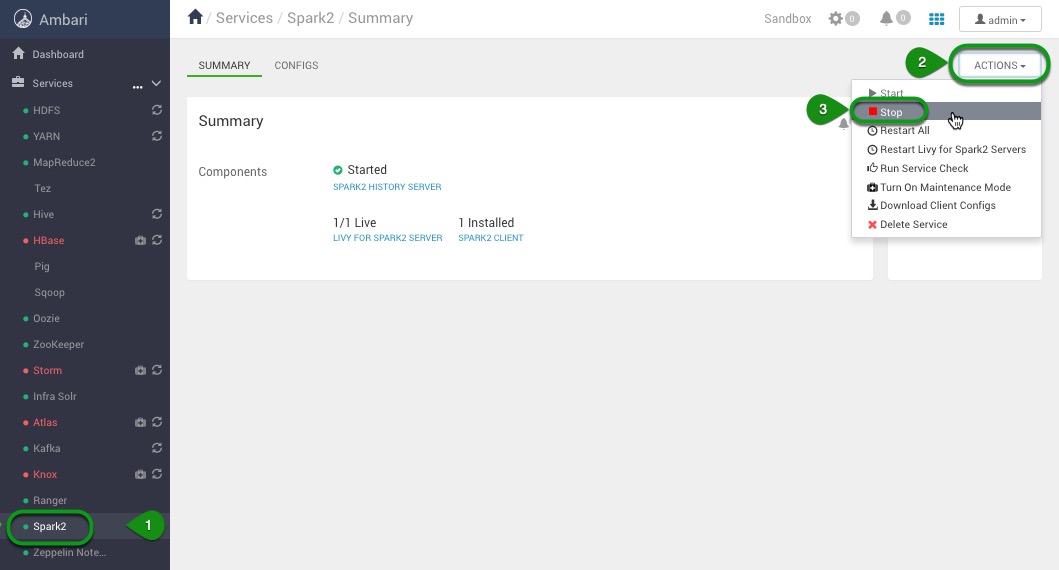 Ambari
/ Services / Spark2 / Summary
Sandbox 0 0 admin
Dashboard
Services ...
HDFS
YARN
MapReduce2
Tez
Hive
HBase
Pig
Sqoop
Oozie
ZooKeeper
Storm
Infra Solr
Atlas
Kafka
Knox
Ranger
Spark2
1
Zeppelin Note...
SUMMARY CONFIGS
2
ACTIONS
Start
3
Stop
Restart All
Restart Livy for Spark2 Servers
Run Service Check
Turn On Maintenance Mode
Download Client Configs
Delete Service
Summary
Components
Started
SPARK2 HISTORY SERVER
1/1 Live 1 Installed
LIVY FOR SPARK2 SERVER SPARK2 CLIENT